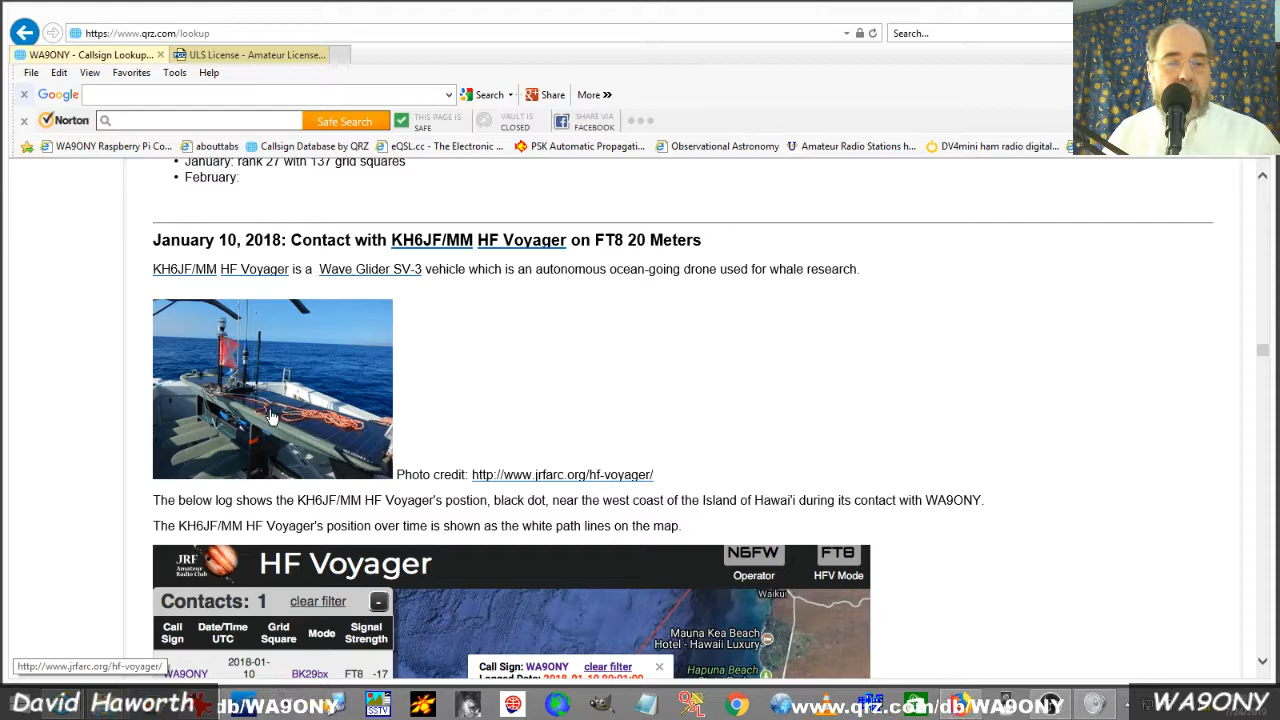 https://www.qrz.com/lookup
Search...
WA9ONY - Callsign Lookup...
ULS License - Amateur License...
File Edit View Favorites Tools Help
Google
Search
Share
More »
Norton
Safe Search
THIS PAGE IS SAFE
VAULT IS CLOSED
SHARE VIA FACEBOOK
WA9ONY Raspberry Pi Co...
abouttabs
Callsign Database by QRZ
eQSL.cc - The Electronic ...
PSK Automatic Propagati...
Observational Astronomy
Amateur Radio Stations h...
DV4mini ham radio digital...
• January: rank 27 with 137 grid squares
• February:
January 10, 2018: Contact with KH6JF/MM HF Voyager on FT8 20 Meters
KH6JF/MM HF Voyager is a Wave Glider SV-3 vehicle which is an autonomous ocean-going drone used for whale research.
Photo credit: http://www.jrfarc.org/hf-voyager/
The below log shows the KH6JF/MM HF Voyager's postion, black dot, near the west coast of the Island of Hawai'i during its contact with WA9ONY.
The KH6JF/MM HF Voyager's position over time is shown as the white path lines on the map.
JRF
Amateur
Radio Club
HF Voyager
N6FW
Operator
FT8
HFV Mode
Contacts: 1
clear filter
-
Call Sign
Date/Time UTC
Grid Square
Mode
Signal Strength
WA9ONY
2018-01-10
BK29bx
FT8
-17
Waikui
Mauna Kea Beach
Hotel - Hawaii Luxury
Hapuna Beach
Call Sign: WA9ONY
clear filter
http://www.jrfarc.org/hf-voyager/
David Haworth
db/WA9ONY
SSTV
www.qrz.com/db/WA9ONY
WA9ONY
7/24/2019